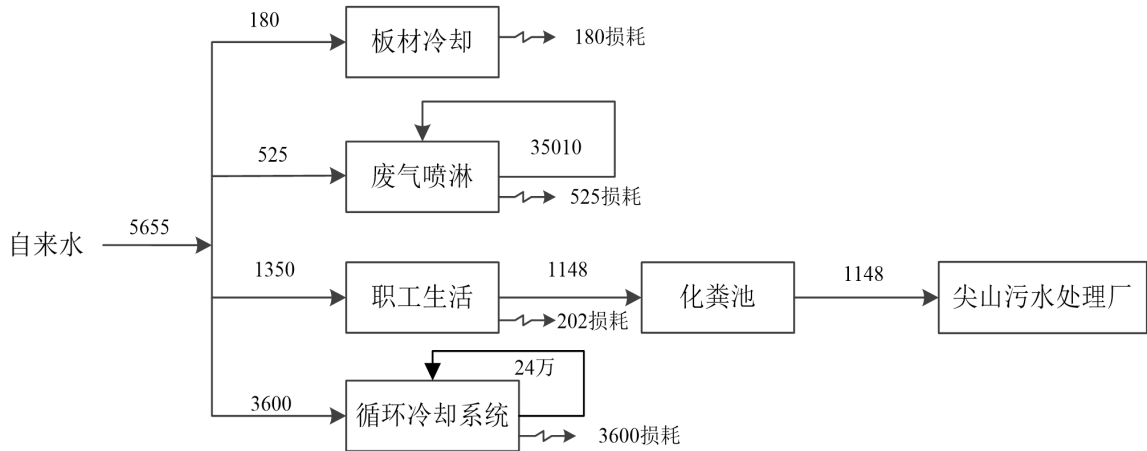 180
板材冷却
180损耗
35010
525
废气喷淋
525损耗
自来水
5655
1350
职工生活
1148
化粪池
1148
尖山污水处理厂
202损耗
24万
3600
循环冷却系统
3600损耗